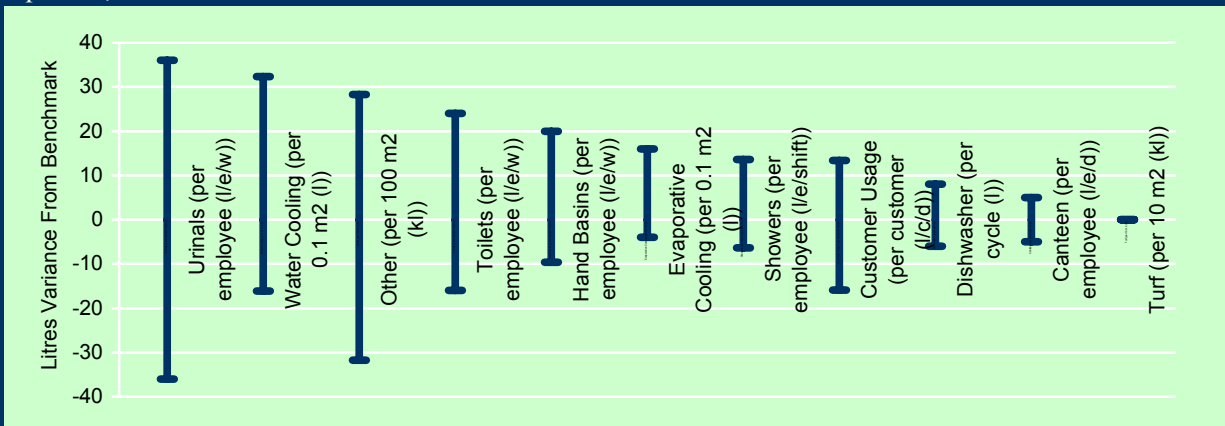 40
30
20
10
0
-10
-20
-30
-40
Litres Variance From Benchmark
Urinals (per
employee (l/e/w))
Water Cooling (per
0.1 m2 (l))
Other (per 100 m2
(kl))
Toilets (per
employee (l/e/w))
Hand Basins (per
employee (l/e/w))
Evaporative
Cooling (per 0.1 m2
(l))
Showers (per
employee (l/e/shift))
Customer Usage
(per customer
(l/c/d))
Dishwasher (per
cycle (l))
Canteen (per
employee (l/e/d))
Turf (per 10 m2 (kl))